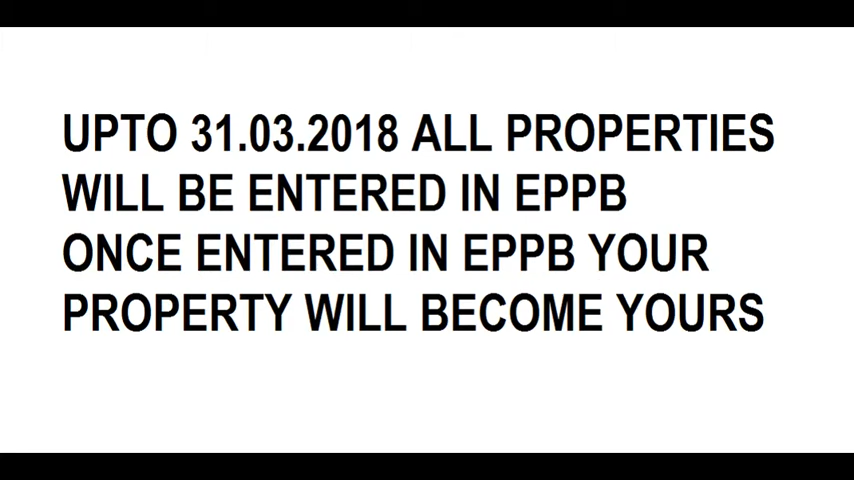 UPTO 31.03.2018 ALL PROPERTIES
WILL BE ENTERED IN EPPB
ONCE ENTERED IN EPPB YOUR
PROPERTY WILL BECOME YOURS